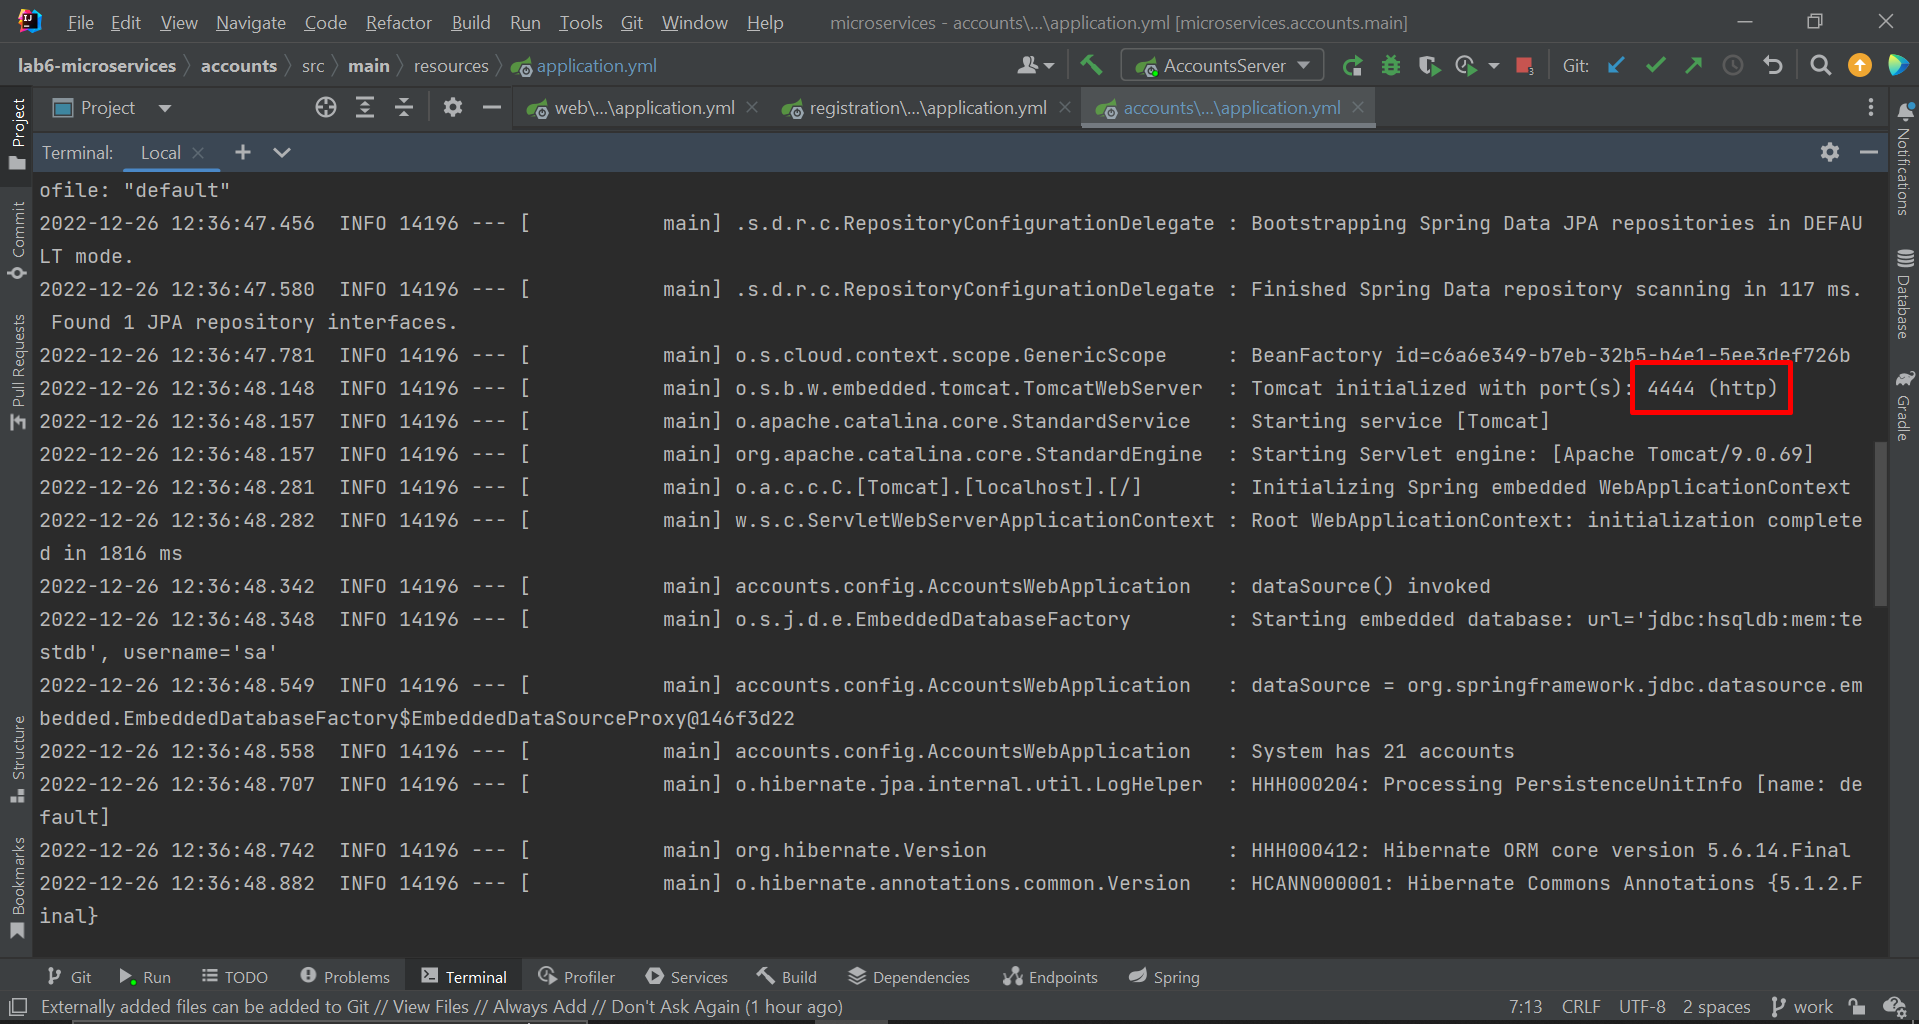 File Edit View Navigate Code Refactor Build Run Tools Git Window Help microservices - accounts\...\application.yml [microservices.accounts.main]
lab6-microservices accounts src main resources application.yml AccountsServer Git:
Project web\...\application.yml registration\...\application.yml accounts\...\application.yml
Terminal: Local
ofile: "default"
2022-12-26 12:36:47.456  INFO 14196 --- [           main] .s.d.r.c.RepositoryConfigurationDelegate : Bootstrapping Spring Data JPA repositories in DEFAU
LT mode.
2022-12-26 12:36:47.580  INFO 14196 --- [           main] .s.d.r.c.RepositoryConfigurationDelegate : Finished Spring Data repository scanning in 117 ms.
 Found 1 JPA repository interfaces.
2022-12-26 12:36:47.781  INFO 14196 --- [           main] o.s.cloud.context.scope.GenericScope     : BeanFactory id=c6a6e349-b7eb-32b5-b4e1-5ee3def726b
2022-12-26 12:36:48.148  INFO 14196 --- [           main] o.s.b.w.embedded.tomcat.TomcatWebServer  : Tomcat initialized with port(s): 4444 (http)
2022-12-26 12:36:48.157  INFO 14196 --- [           main] o.apache.catalina.core.StandardService   : Starting service [Tomcat]
2022-12-26 12:36:48.157  INFO 14196 --- [           main] org.apache.catalina.core.StandardEngine  : Starting Servlet engine: [Apache Tomcat/9.0.69]
2022-12-26 12:36:48.281  INFO 14196 --- [           main] o.a.c.c.C.[Tomcat].[localhost].[/]       : Initializing Spring embedded WebApplicationContext
2022-12-26 12:36:48.282  INFO 14196 --- [           main] w.s.c.ServletWebServerApplicationContext : Root WebApplicationContext: initialization complete
d in 1816 ms
2022-12-26 12:36:48.342  INFO 14196 --- [           main] accounts.config.AccountsWebApplication   : dataSource() invoked
2022-12-26 12:36:48.348  INFO 14196 --- [           main] o.s.j.d.e.EmbeddedDatabaseFactory        : Starting embedded database: url='jdbc:hsqldb:mem:te
stdb', username='sa'
2022-12-26 12:36:48.549  INFO 14196 --- [           main] accounts.config.AccountsWebApplication   : dataSource = org.springframework.jdbc.datasource.em
bedded.EmbeddedDatabaseFactory$EmbeddedDataSourceProxy@146f3d22
2022-12-26 12:36:48.558  INFO 14196 --- [           main] accounts.config.AccountsWebApplication   : System has 21 accounts
2022-12-26 12:36:48.707  INFO 14196 --- [           main] o.hibernate.jpa.internal.util.LogHelper  : HHH000204: Processing PersistenceUnitInfo [name: de
fault]
2022-12-26 12:36:48.742  INFO 14196 --- [           main] org.hibernate.Version                    : HHH000412: Hibernate ORM core version 5.6.14.Final
2022-12-26 12:36:48.882  INFO 14196 --- [           main] o.hibernate.annotations.common.Version   : HCANN000001: Hibernate Commons Annotations {5.1.2.F
inal}
Project
Commit
Pull Requests
Structure
Bookmarks
Notifications
Database
Gradle
Git Run TODO Problems Terminal Profiler Services Build Dependencies Endpoints Spring
Externally added files can be added to Git // View Files // Always Add // Don't Ask Again (1 hour ago) 7:13 CRLF UTF-8 2 spaces work